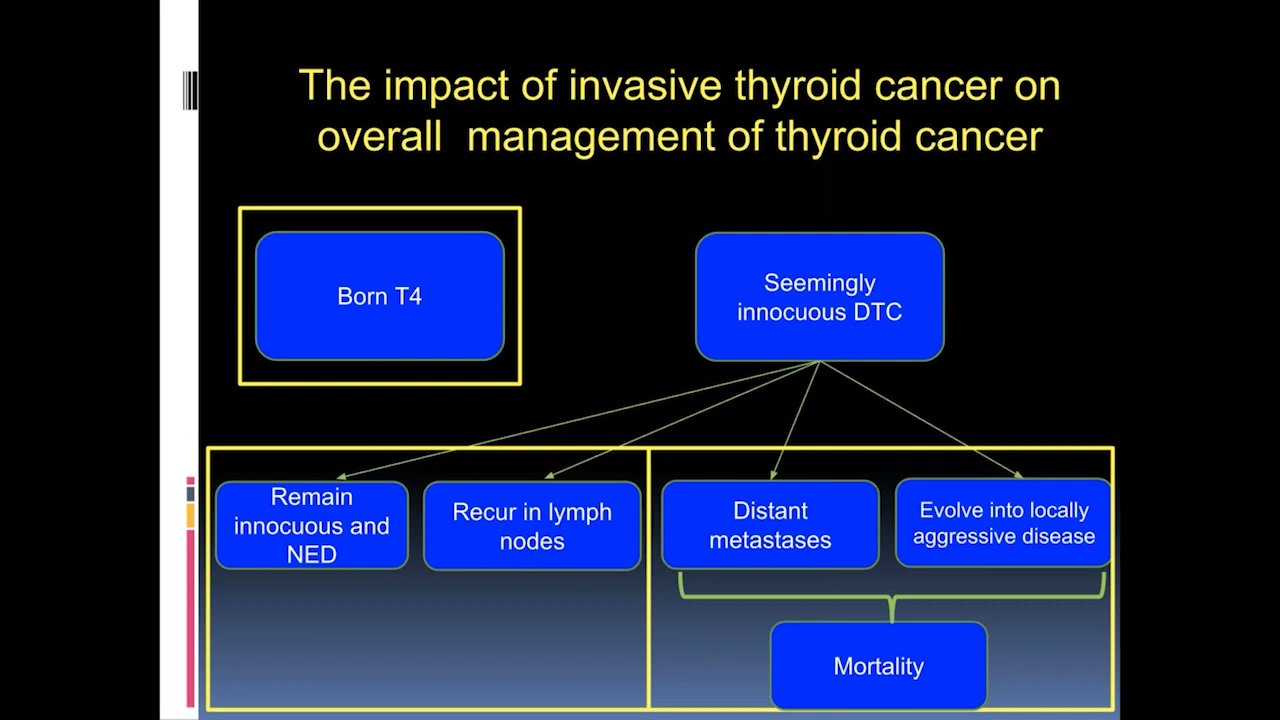 The impact of invasive thyroid cancer on
overall management of thyroid cancer
Born T4
Seemingly
innocuous DTC
Remain
innocuous and
NED
Recur in lymph
nodes
Distant
metastases
Evolve into locally
aggressive disease
Mortality